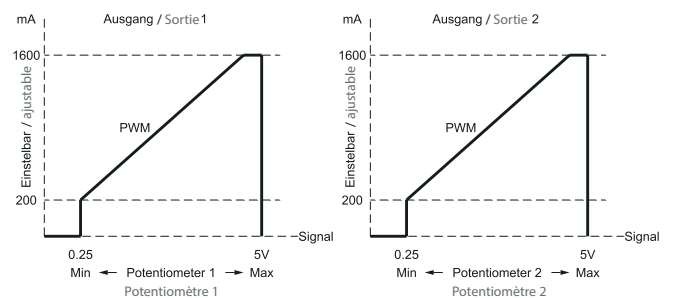 mA
Ausgang / Sortie 1
1600
Einstelbar / ajustable
PWM
200
Signal
0.25
5V
Min
Potentiometer 1
Max
Potentiomètre 1
mA
Ausgang / Sortie 2
1600
Einstelbar / ajustable
PWM
200
Signal
0.25
5V
Min
Potentiometer 2
Max
Potentiomètre 2